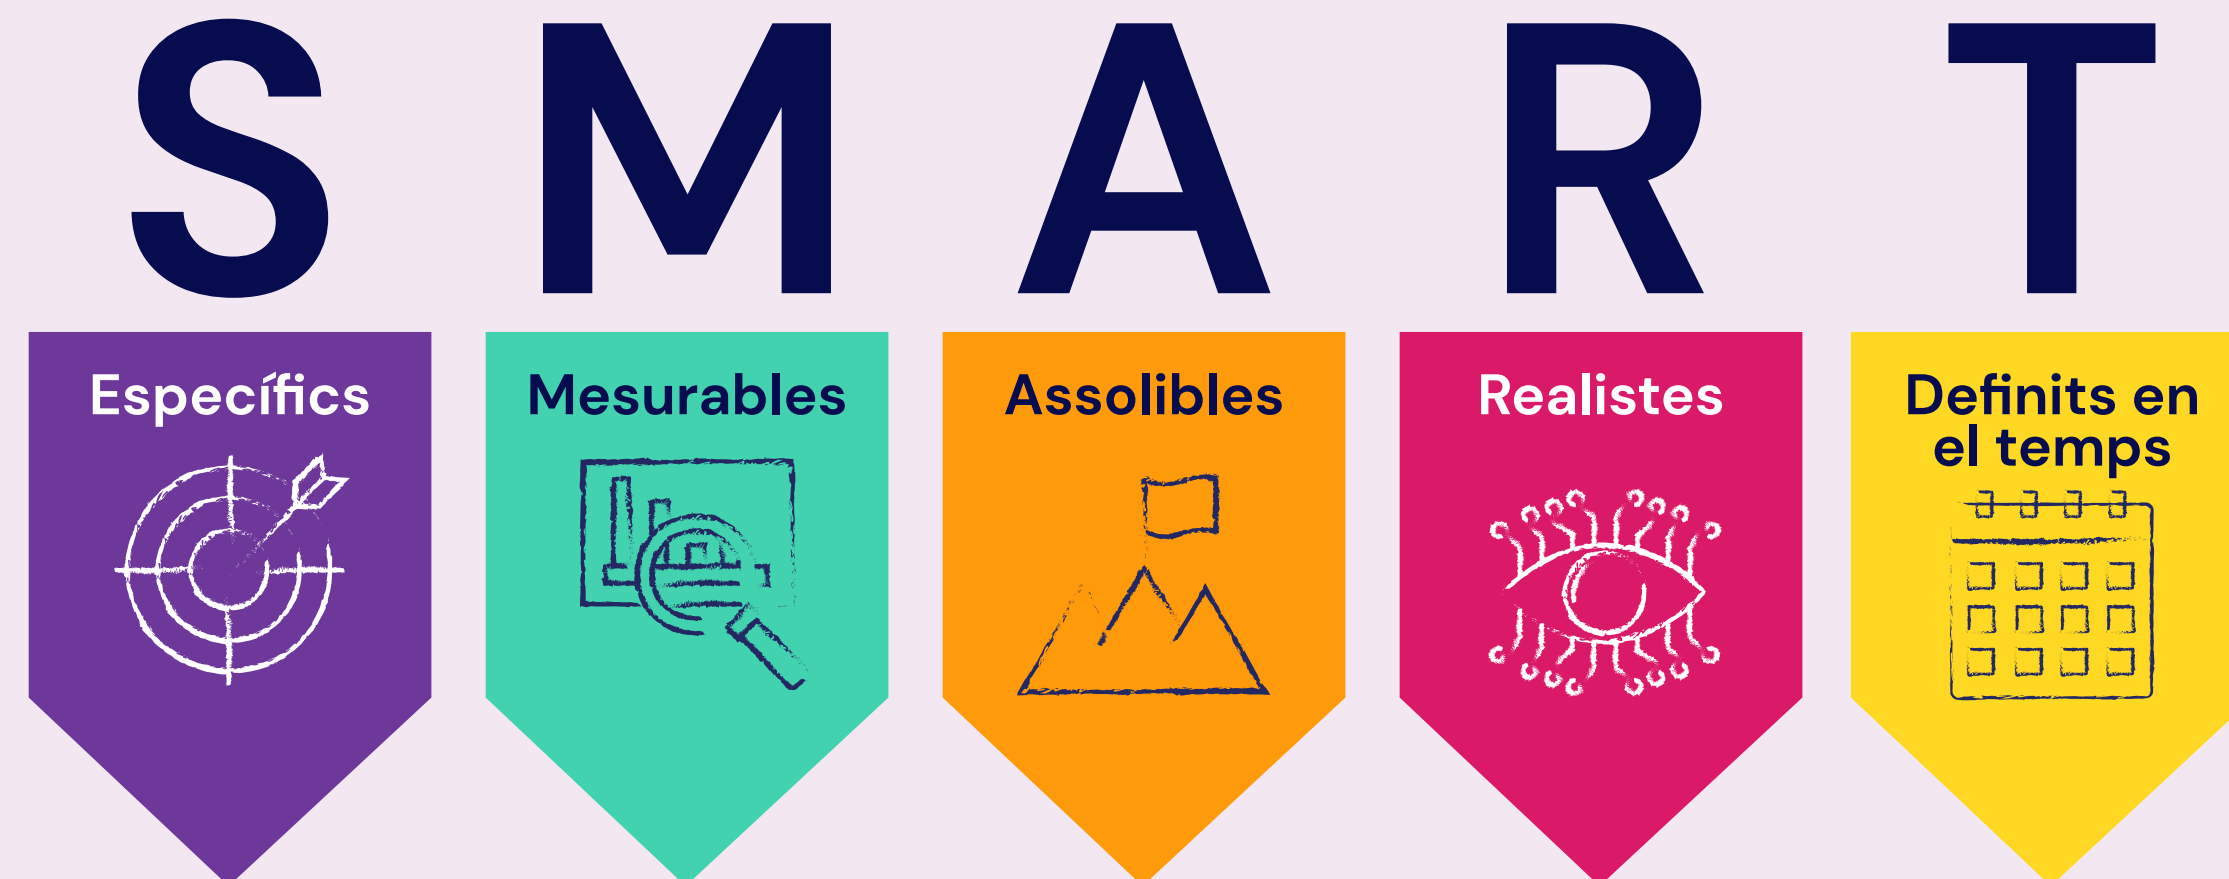 S M A R T
Específics
Mesurables
Assolibles
Realistes
Definits en
el temps